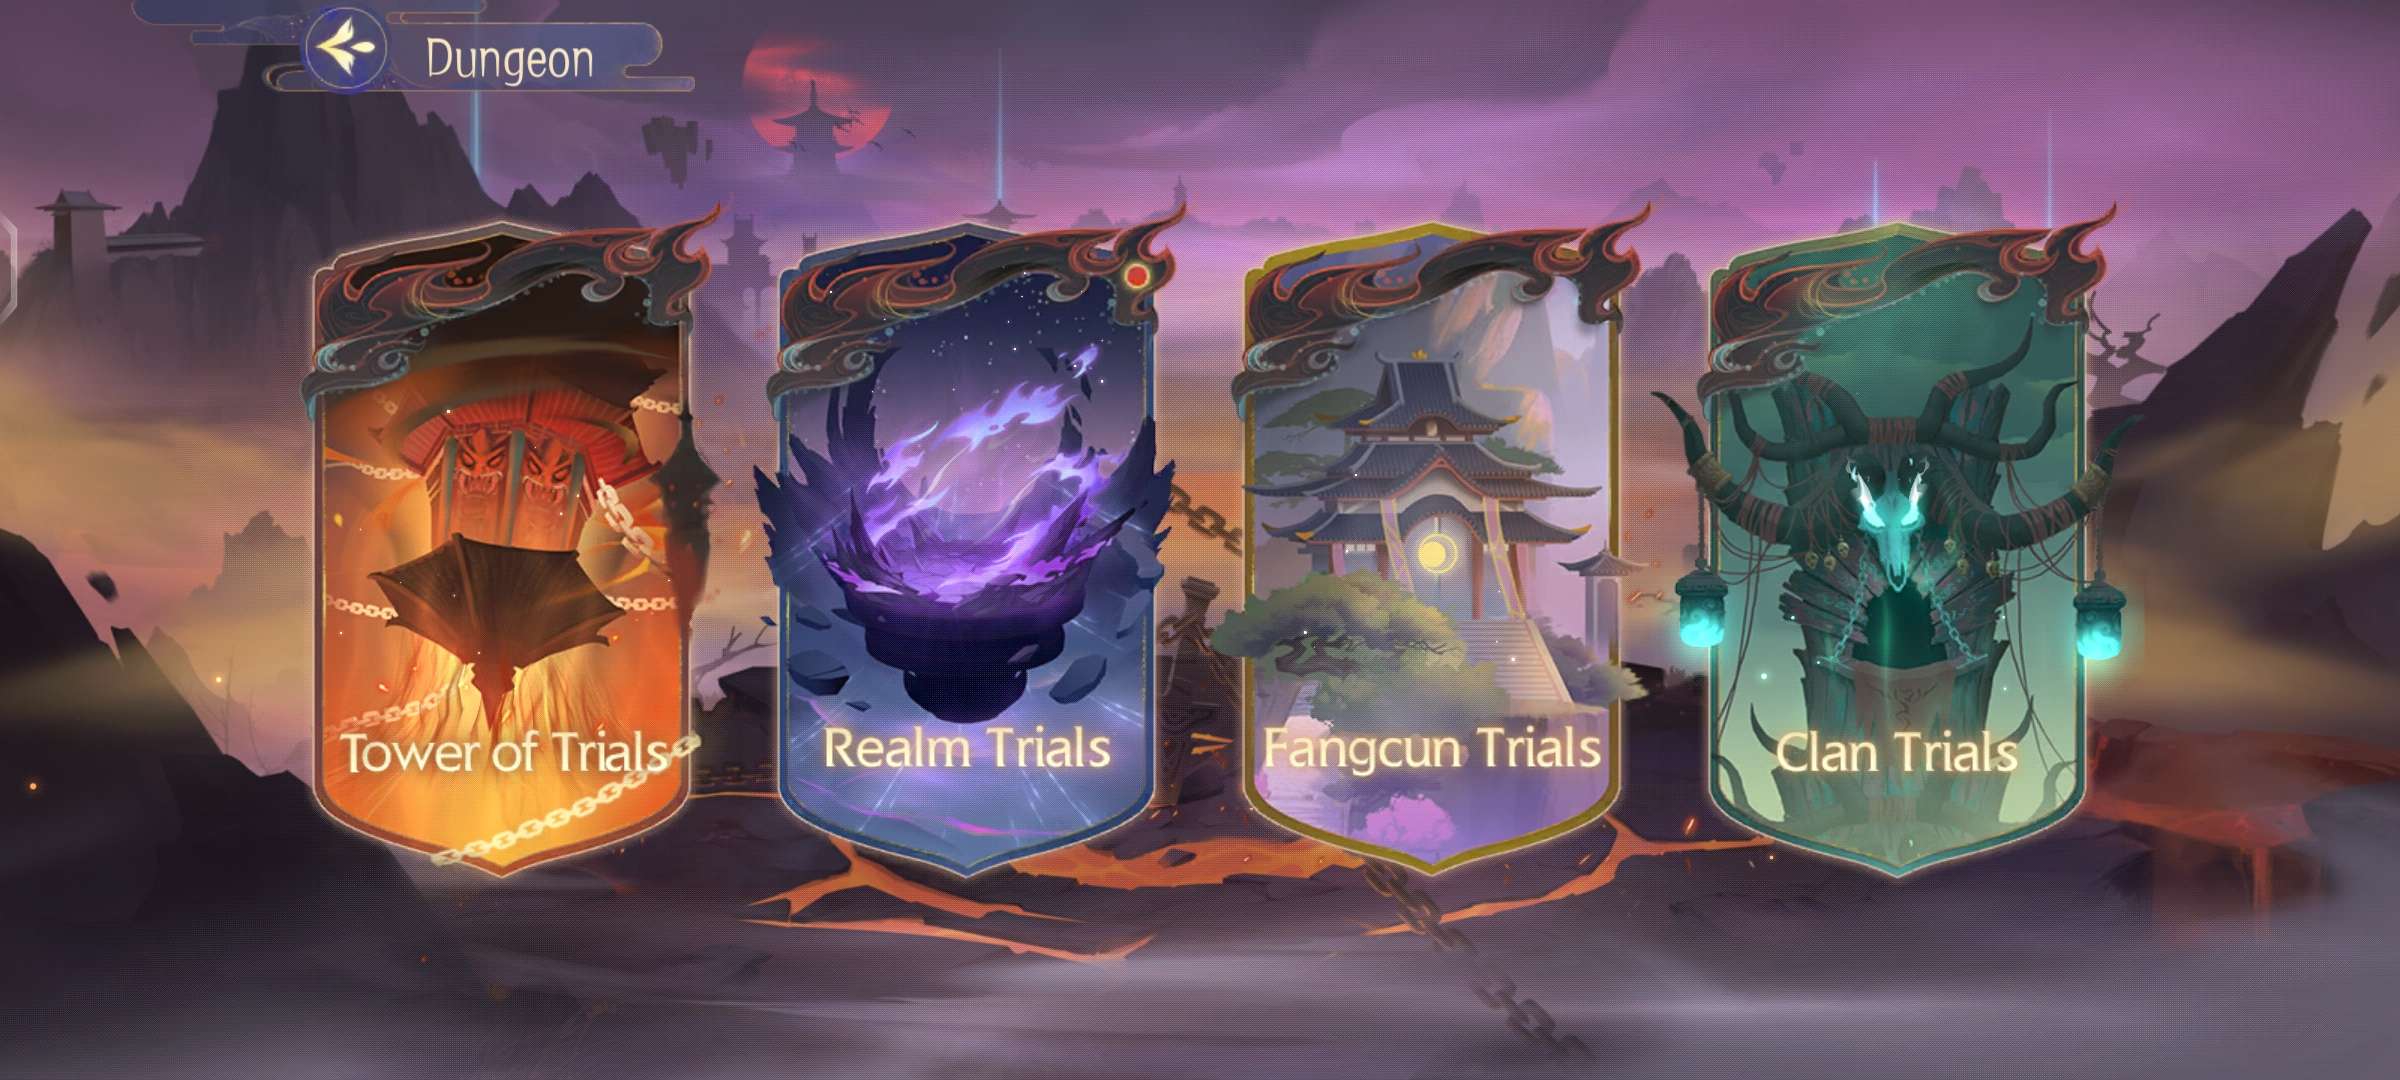 Dungeon
Tower of Trials
Realm Trials
Fangcun Trials
Clan Trials